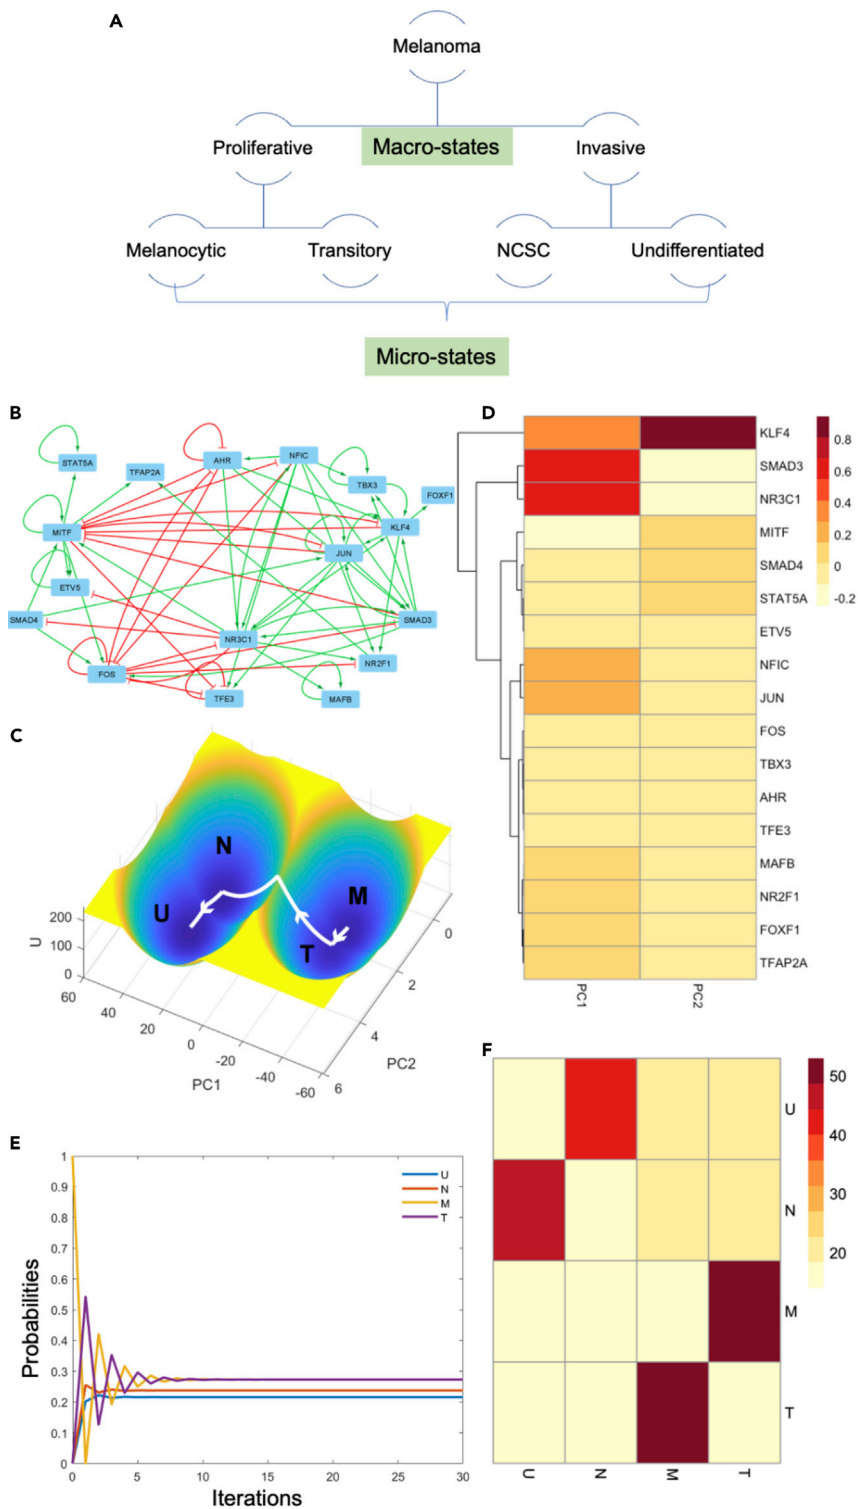 A
Melanoma
Proliferative
Macro-states
Invasive
Melanocytic
Transitory
NCSC
Undifferentiated
Micro-states
B
STAT5A
TFAP2A
AHR
NFIC
TBX3
FOXF1
MITF
KLF4
JUN
ETV5
SMAD4
SMAD3
NR3C1
NR2F1
FOS
TFE3
MAFB
C
N
M
U
T
U
200
100
0
60
40
20
0
-20
-40
-60
PC1
0
2
4
6
PC2
D
KLF4
SMAD3
NR3C1
MITF
SMAD4
STAT5A
ETV5
NFIC
JUN
FOS
TBX3
AHR
TFE3
MAFB
NR2F1
FOXF1
TFAP2A
PC1
PC2
0.8
0.6
0.4
0.2
0
-0.2
E
1
0.9
0.8
0.7
0.6
0.5
0.4
0.3
0.2
0.1
0
Probabilities
U
N
M
T
0
5
10
15
20
25
30
Iterations
F
U
N
M
T
U
N
M
T
50
40
30
20